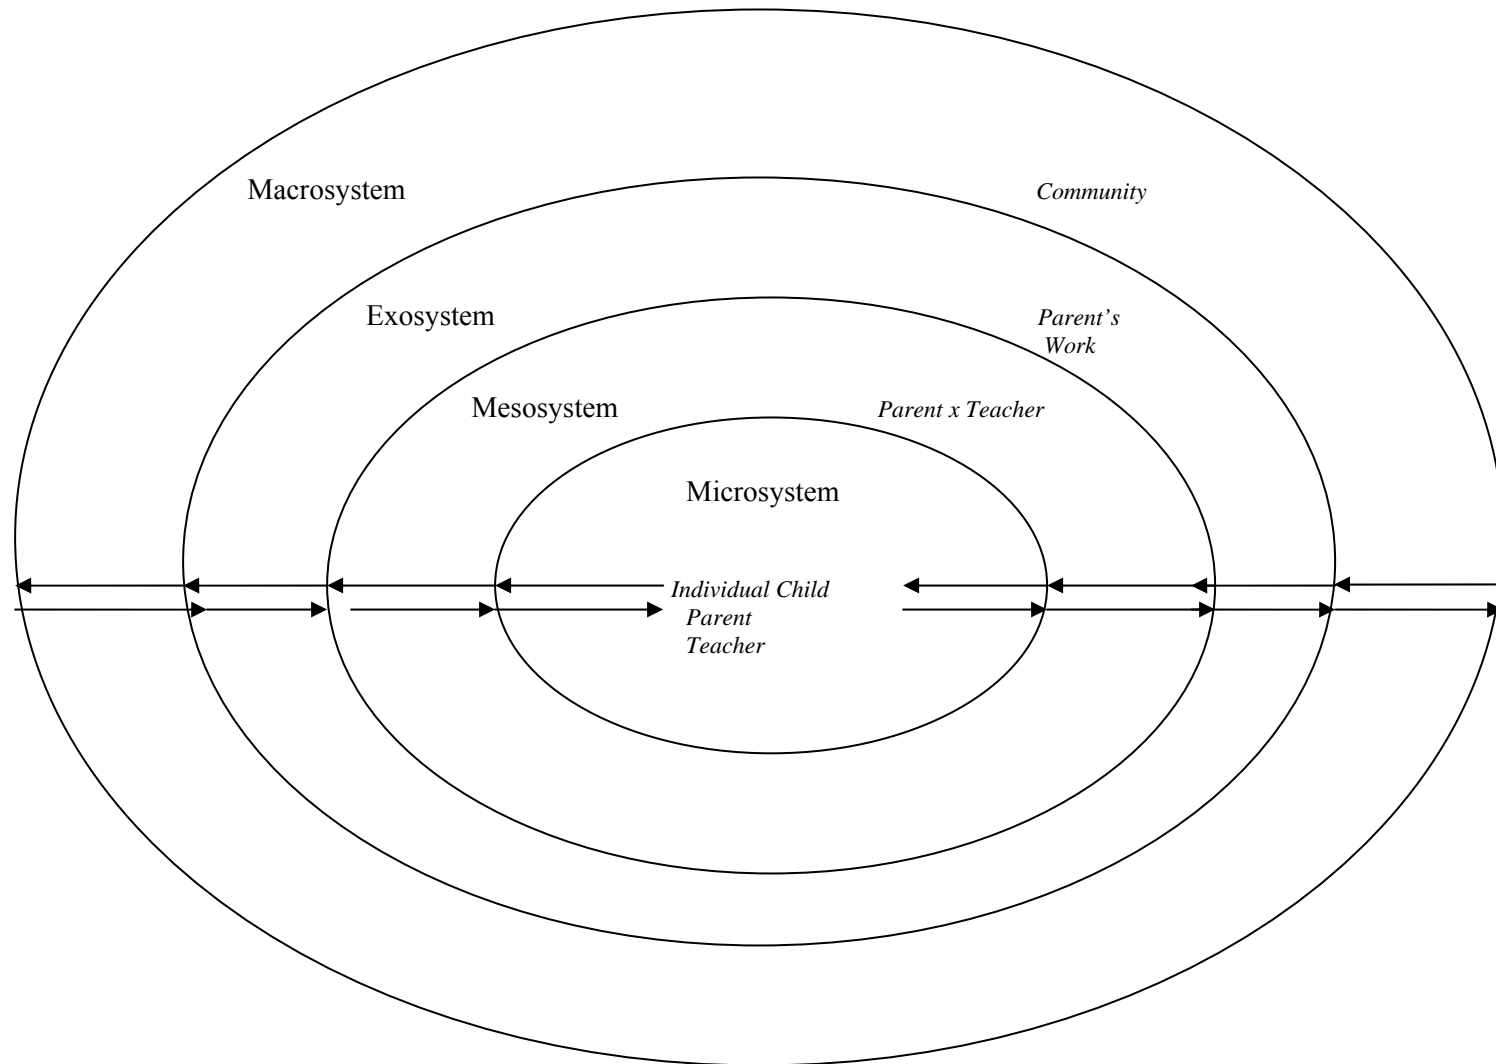 Macrosystem
Community
Exosystem
Parent’s
Work
Mesosystem
Parent x Teacher
Microsystem
Individual Child
Parent
Teacher